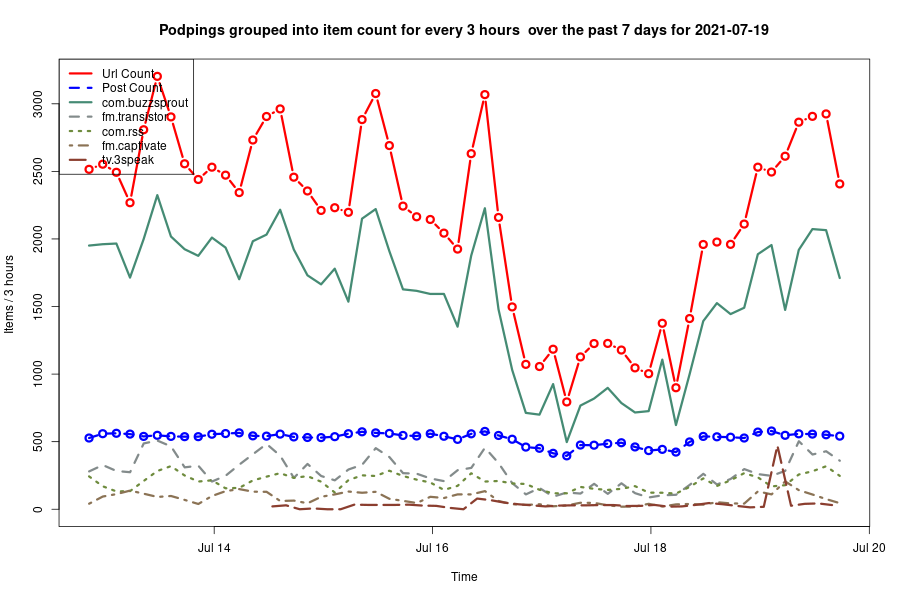 Podpings grouped into item count for every 3 hours  over the past 7 days for 2021-07-19
Url Count
Post Count
com.buzzsprout
fm.transistor
com.rss
fm.captivate
tv.3speak
Items / 3 hours
3000
2500
2000
1500
1000
500
0
Jul 14
Jul 16
Jul 18
Jul 20
Time